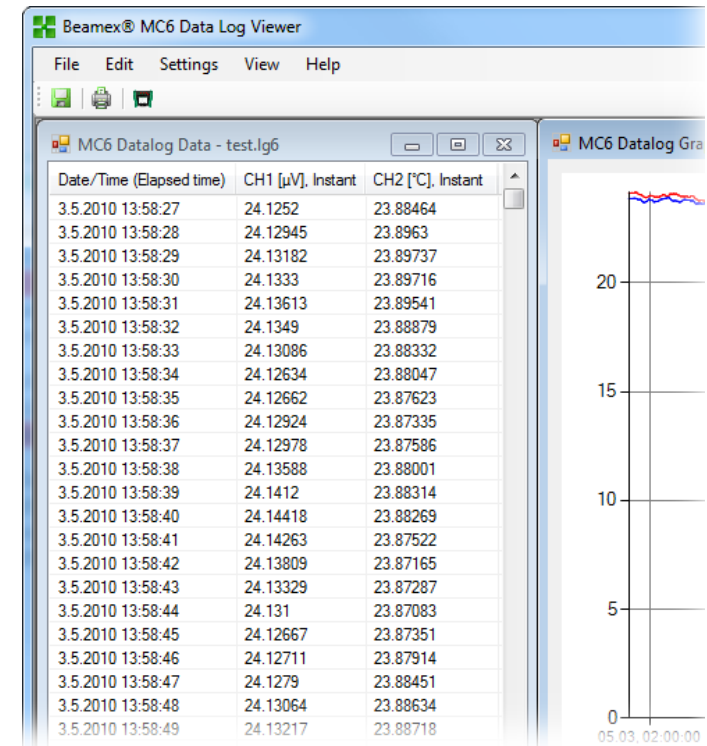 Beamex® MC6 Data Log Viewer
File Edit Settings View Help
MC6 Datalog Data - test.lg6
Date/Time (Elapsed time) CH1 [µV], Instant CH2 [°C], Instant
3.5.2010 13:58:27 24.1252 23.88464
3.5.2010 13:58:28 24.12945 23.8963
3.5.2010 13:58:29 24.13182 23.89737
3.5.2010 13:58:30 24.1333 23.89716
3.5.2010 13:58:31 24.13613 23.89541
3.5.2010 13:58:32 24.1349 23.88879
3.5.2010 13:58:33 24.13086 23.88332
3.5.2010 13:58:34 24.12634 23.88047
3.5.2010 13:58:35 24.12662 23.87623
3.5.2010 13:58:36 24.12924 23.87335
3.5.2010 13:58:37 24.12978 23.87586
3.5.2010 13:58:38 24.13588 23.88001
3.5.2010 13:58:39 24.1412 23.88314
3.5.2010 13:58:40 24.14418 23.88269
3.5.2010 13:58:41 24.14263 23.87522
3.5.2010 13:58:42 24.13809 23.87165
3.5.2010 13:58:43 24.13329 23.87287
3.5.2010 13:58:44 24.131 23.87083
3.5.2010 13:58:45 24.12667 23.87351
3.5.2010 13:58:46 24.12711 23.87914
3.5.2010 13:58:47 24.1279 23.88451
3.5.2010 13:58:48 24.13064 23.88634
3.5.2010 13:58:49 24.13217 23.88718
MC6 Datalog Gra
20
15
10
5
0
05.03, 02:00:00